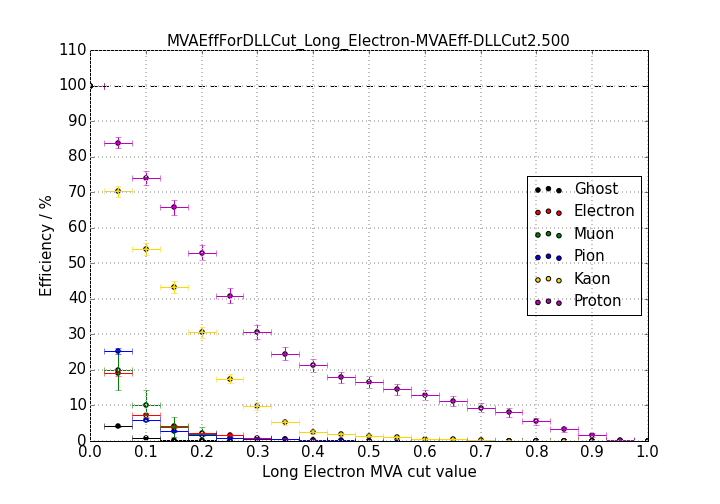 MVAEffForDLLCut_Long_Electron-MVAEff-DLLCut2.500
110
100
90
80
70
60
50
40
30
20
10
0
Efficiency / %
Ghost
Electron
Muon
Pion
Kaon
Proton
0.0 0.1 0.2 0.3 0.4 0.5 0.6 0.7 0.8 0.9 1.0
Long Electron MVA cut value